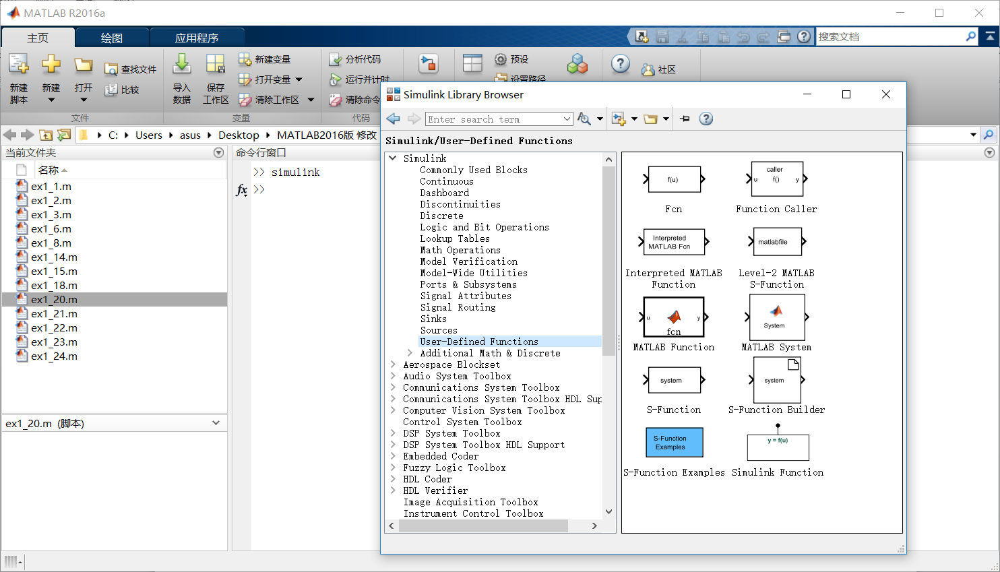 MATLAB R2016a
主页
绘图
应用程序
搜索文档
新建
脚本
新建
打开
查找文件
比较
文件
导入
数据
保存
工作区
新建变量
打开变量
清除工作区
变量
分析代码
运行并计时
清除命令
代码
预设
设置路径
社区
C:
Users
asus
Desktop
MATLAB2016版 修改
当前文件夹
名称
ex1_1.m
ex1_2.m
ex1_3.m
ex1_6.m
ex1_8.m
ex1_14.m
ex1_15.m
ex1_18.m
ex1_20.m
ex1_21.m
ex1_22.m
ex1_23.m
ex1_24.m
ex1_20.m (脚本)
命令行窗口
>> simulink
fx >>
Simulink Library Browser
Enter search term
Simulink/User-Defined Functions
Simulink
Commonly Used Blocks
Continuous
Dashboard
Discontinuities
Discrete
Logic and Bit Operations
Lookup Tables
Math Operations
Model Verification
Model-Wide Utilities
Ports & Subsystems
Signal Attributes
Signal Routing
Sinks
Sources
User-Defined Functions
Additional Math & Discrete
Aerospace Blockset
Audio System Toolbox
Communications System Toolbox
Communications System Toolbox HDL Sup
Computer Vision System Toolbox
Control System Toolbox
DSP System Toolbox
DSP System Toolbox HDL Support
Embedded Coder
Fuzzy Logic Toolbox
HDL Coder
HDL Verifier
Image Acquisition Toolbox
Instrument Control Toolbox
f(u)
Fcn
caller
u f() y
Function Caller
Interpreted
MATLAB Fcn
Interpreted MATLAB
Function
matlabfile
Level-2 MATLAB
S-Function
u y
fcn
MATLAB Function
System
MATLAB System
system
S-Function
system
S-Function Builder
S-Function
Examples
S-Function Examples
y = f(u)
Simulink Function